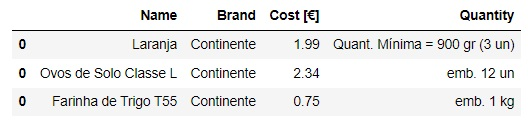 Name Brand Cost [€] Quantity
0 Laranja Continente 1.99 Quant. Mínima = 900 gr (3 un)
0 Ovos de Solo Classe L Continente 2.34 emb. 12 un
0 Farinha de Trigo T55 Continente 0.75 emb. 1 kg